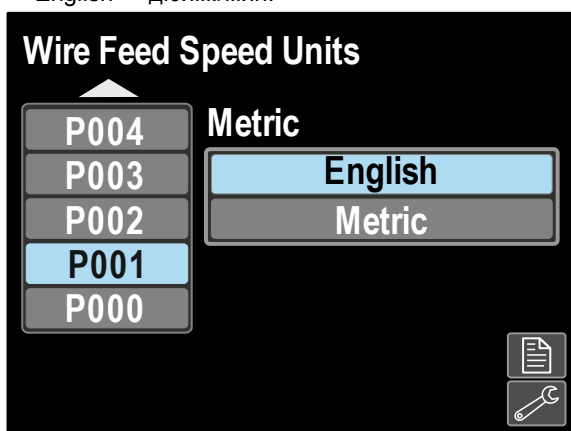 Wire Feed Speed Units
P004
P003
P002
P001
P000
Metric
English
Metric